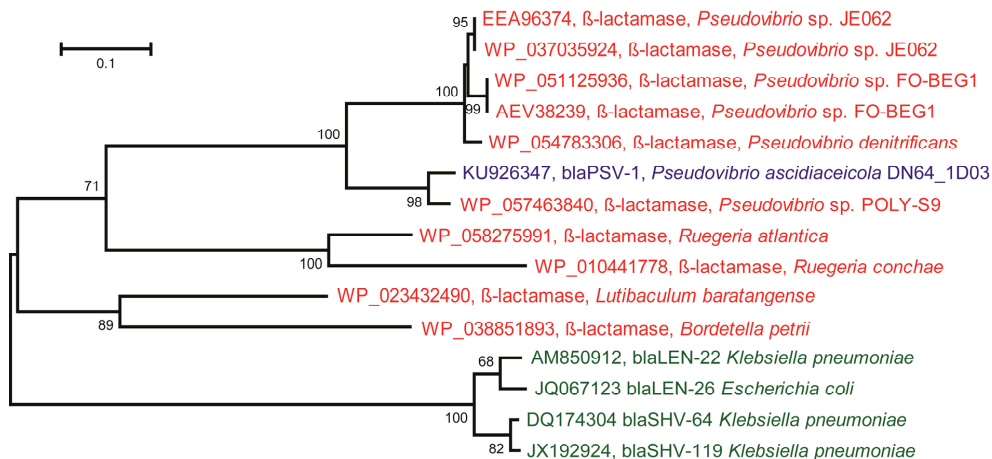 95
EEA96374, ß-lactamase, Pseudovibrio sp. JE062
WP_037035924, ß-lactamase, Pseudovibrio sp. JE062
0.1
WP_051125936, ß-lactamase, Pseudovibrio sp. FO-BEG1
100
99
AEV38239, ß-lactamase, Pseudovibrio sp. FO-BEG1
100
WP_054783306, ß-lactamase, Pseudovibrio denitrificans
KU926347, blaPSV-1, Pseudovibrio ascidiaceicola DN64_1D03
71
98
WP_057463840, ß-lactamase, Pseudovibrio sp. POLY-S9
WP_058275991, ß-lactamase, Ruegeria atlantica
100
WP_010441778, ß-lactamase, Ruegeria conchae
WP_023432490, ß-lactamase, Lutibaculum baratangense
89
WP_038851893, ß-lactamase, Bordetella petrii
68
AM850912, blaLEN-22 Klebsiella pneumoniae
JQ067123 blaLEN-26 Escherichia coli
100
DQ174304 blaSHV-64 Klebsiella pneumoniae
82
JX192924, blaSHV-119 Klebsiella pneumoniae